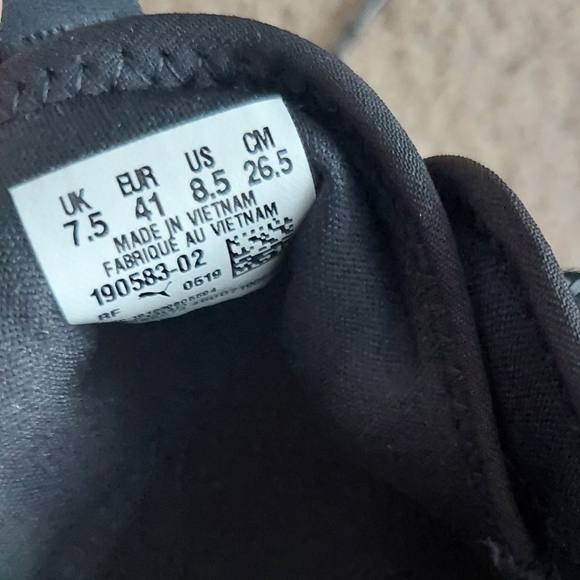 UK EUR US CM
7.5 41 8.5 26.5
MADE IN VIETNAM
FABRIQUÉ AU VIETNAM
190583-02
0519
RF